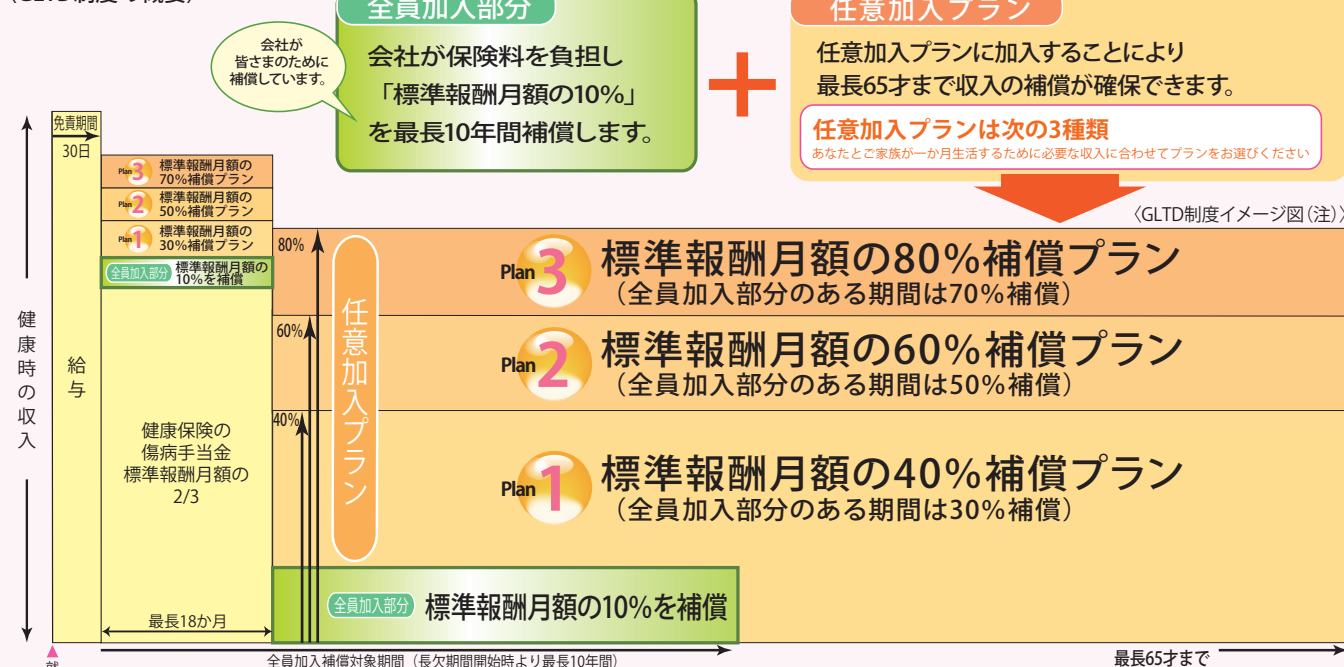 〈GLTD制度の概要〉
全員加入部分
会社が
皆さまのために
補償しています。
会社が保険料を負担し
「標準報酬月額の10%」
を最長10年間補償します。
+
任意加入プラン
任意加入プランに加入することにより
最長65才まで収入の補償が確保できます。
任意加入プランは次の3種類
あなたとご家族が一か月生活するために必要な収入に合わせてプランをお選びください
〈GLTD制度イメージ図(注)〉
健康時の収入
免責期間
30日
給与
Plan 3 標準報酬月額の
70%補償プラン
Plan 2 標準報酬月額の
50%補償プラン
Plan 1 標準報酬月額の
30%補償プラン
全員加入部分 標準報酬月額の
10%を補償
健康保険の
傷病手当金
標準報酬月額の
2/3
最長18か月
80%
60%
40%
任意加入プラン
Plan 3 標準報酬月額の80%補償プラン
(全員加入部分のある期間は70%補償)
Plan 2 標準報酬月額の60%補償プラン
(全員加入部分のある期間は50%補償)
Plan 1 標準報酬月額の40%補償プラン
(全員加入部分のある期間は30%補償)
全員加入部分 標準報酬月額の10%を補償
就
全員加入補償対象期間(長欠期間開始時より最長10年間)
最長65才まで